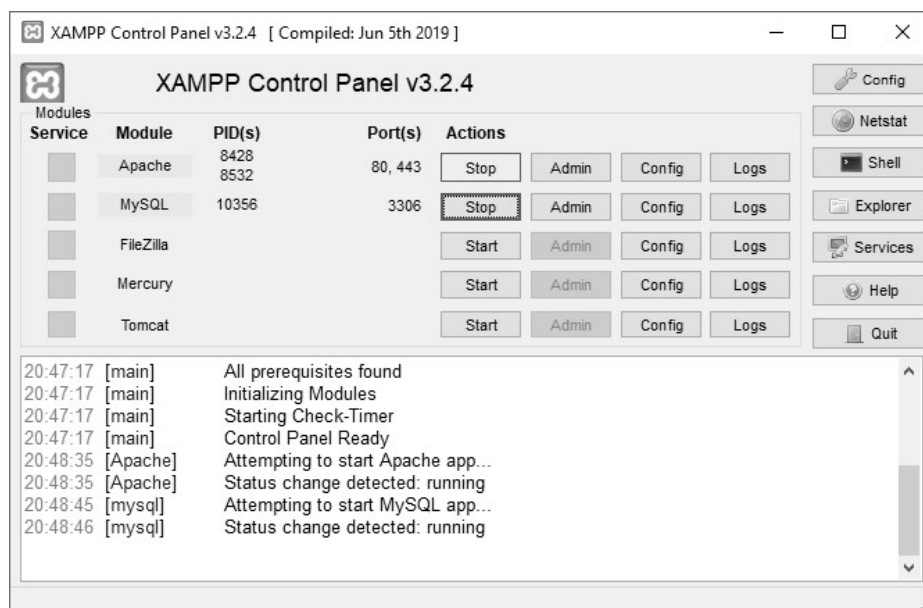 XAMPP Control Panel v3.2.4 [ Compiled: Jun 5th 2019 ]
XAMPP Control Panel v3.2.4
Config
Modules
Netstat
Service Module PID(s) Port(s) Actions
Apache 8428 80, 443 Stop Admin Config Logs
8532
Shell
MySQL 10356 3306 Stop Admin Config Logs
Explorer
FileZilla Start Admin Config Logs
Services
Mercury Start Admin Config Logs
Help
Tomcat Start Admin Config Logs
Quit
20:47:17 [main] All prerequisites found
20:47:17 [main] Initializing Modules
20:47:17 [main] Starting Check-Timer
20:47:17 [main] Control Panel Ready
20:48:35 [Apache] Attempting to start Apache app...
20:48:35 [Apache] Status change detected: running
20:48:45 [mysql] Attempting to start MySQL app...
20:48:46 [mysql] Status change detected: running